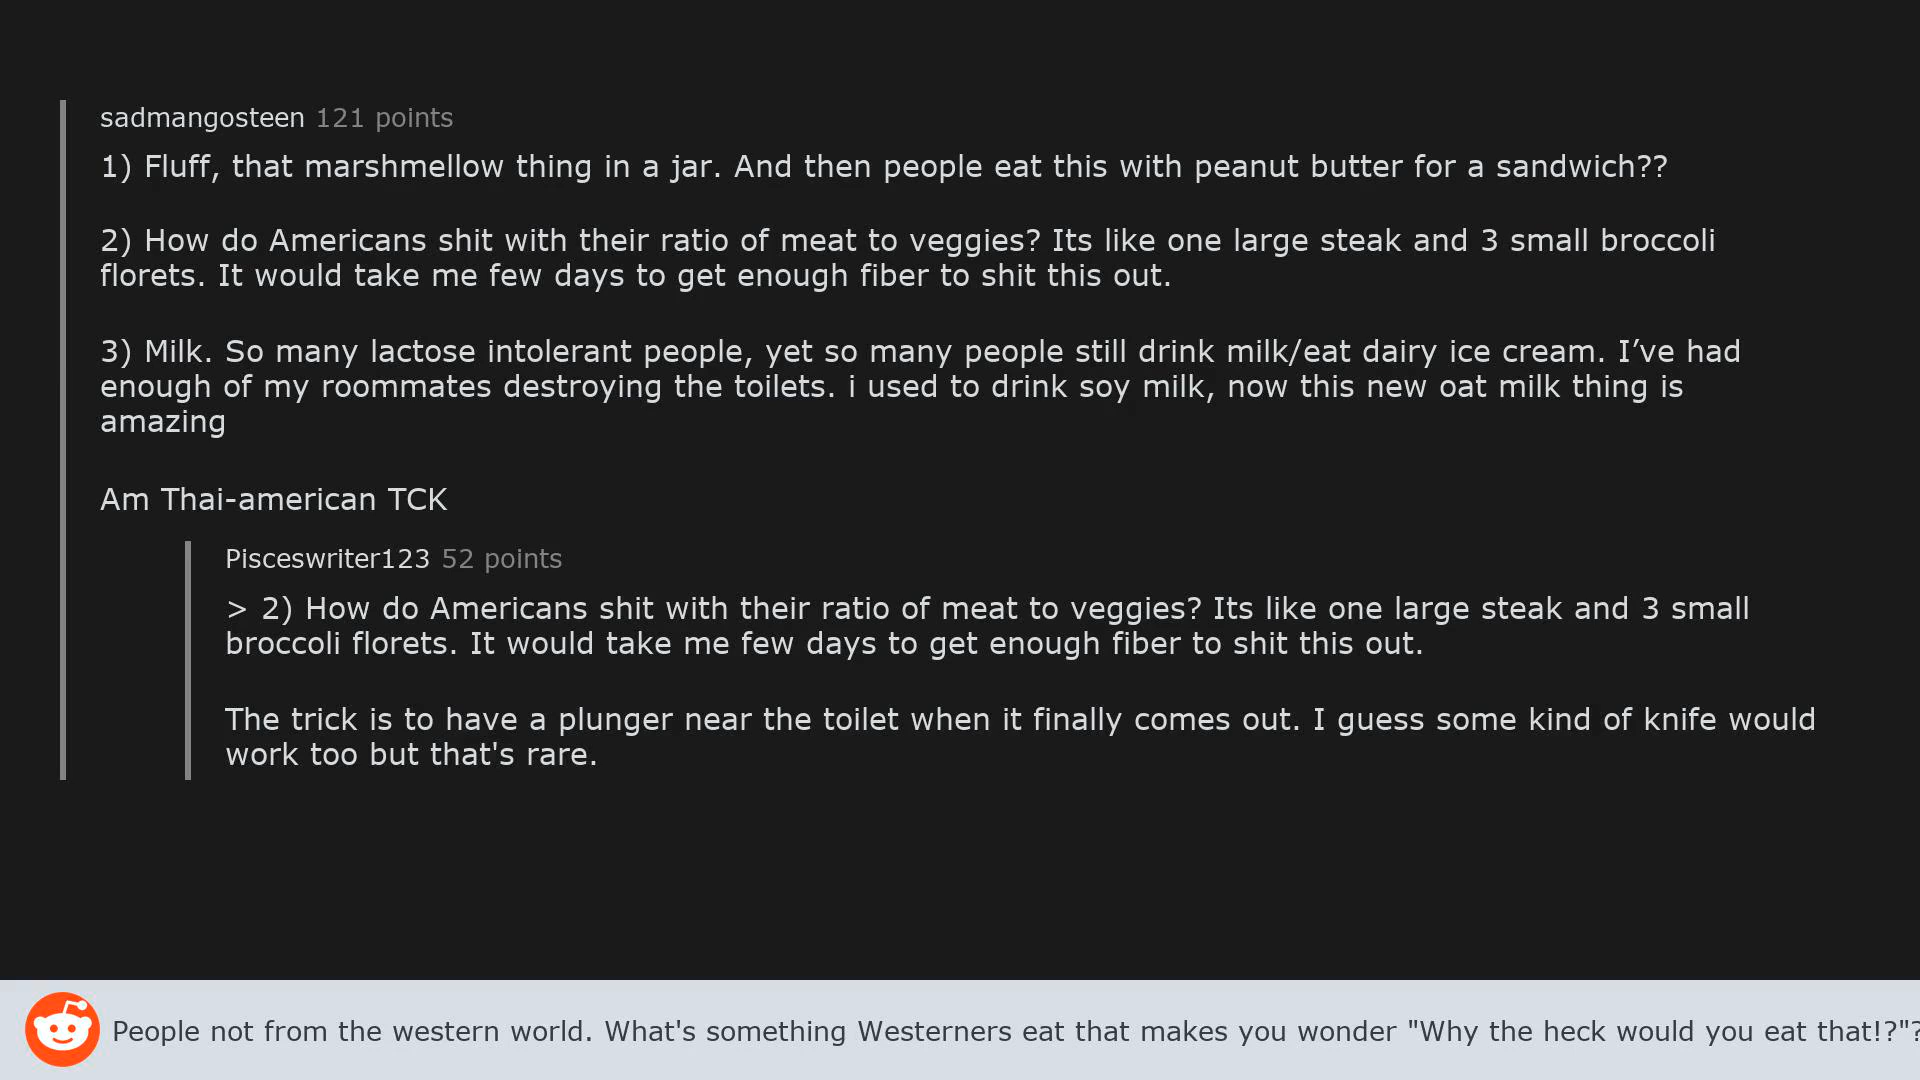 sadmangosteen 121 points
1) Fluff, that marshmellow thing in a jar. And then people eat this with peanut butter for a sandwich??
2) How do Americans shit with their ratio of meat to veggies? Its like one large steak and 3 small broccoli
florets. It would take me few days to get enough fiber to shit this out.
3) Milk. So many lactose intolerant people, yet so many people still drink milk/eat dairy ice cream. I’ve had
enough of my roommates destroying the toilets. i used to drink soy milk, now this new oat milk thing is
amazing
Am Thai-american TCK
Pisceswriter123 52 points
> 2) How do Americans shit with their ratio of meat to veggies? Its like one large steak and 3 small
broccoli florets. It would take me few days to get enough fiber to shit this out.
The trick is to have a plunger near the toilet when it finally comes out. I guess some kind of knife would
work too but that's rare.
People not from the western world. What's something Westerners eat that makes you wonder "Why the heck would you eat that!?"?